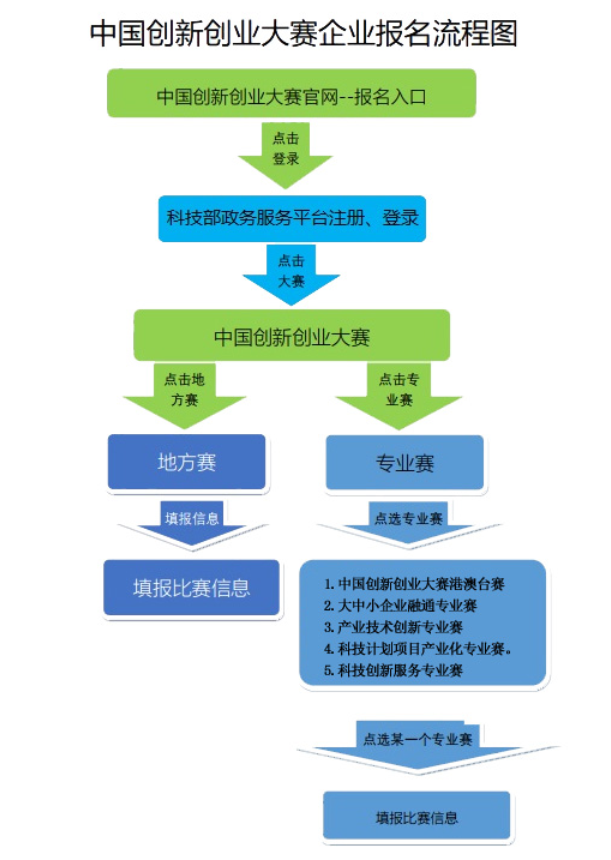 中国创新创业大赛企业报名流程图
中国创新创业大赛官网--报名入口
点击
登录
科技部政务服务平台注册、登录
点击
大赛
中国创新创业大赛
点击地
方赛
点击专
业赛
地方赛
专业赛
填报信息
点选专业赛
填报比赛信息
1.中国创新创业大赛港澳台赛
2.大中小企业融通专业赛
3.产业技术创新专业赛
4.科技计划项目产业化专业赛。
5.科技创新服务专业赛
点选某一个专业赛
填报比赛信息